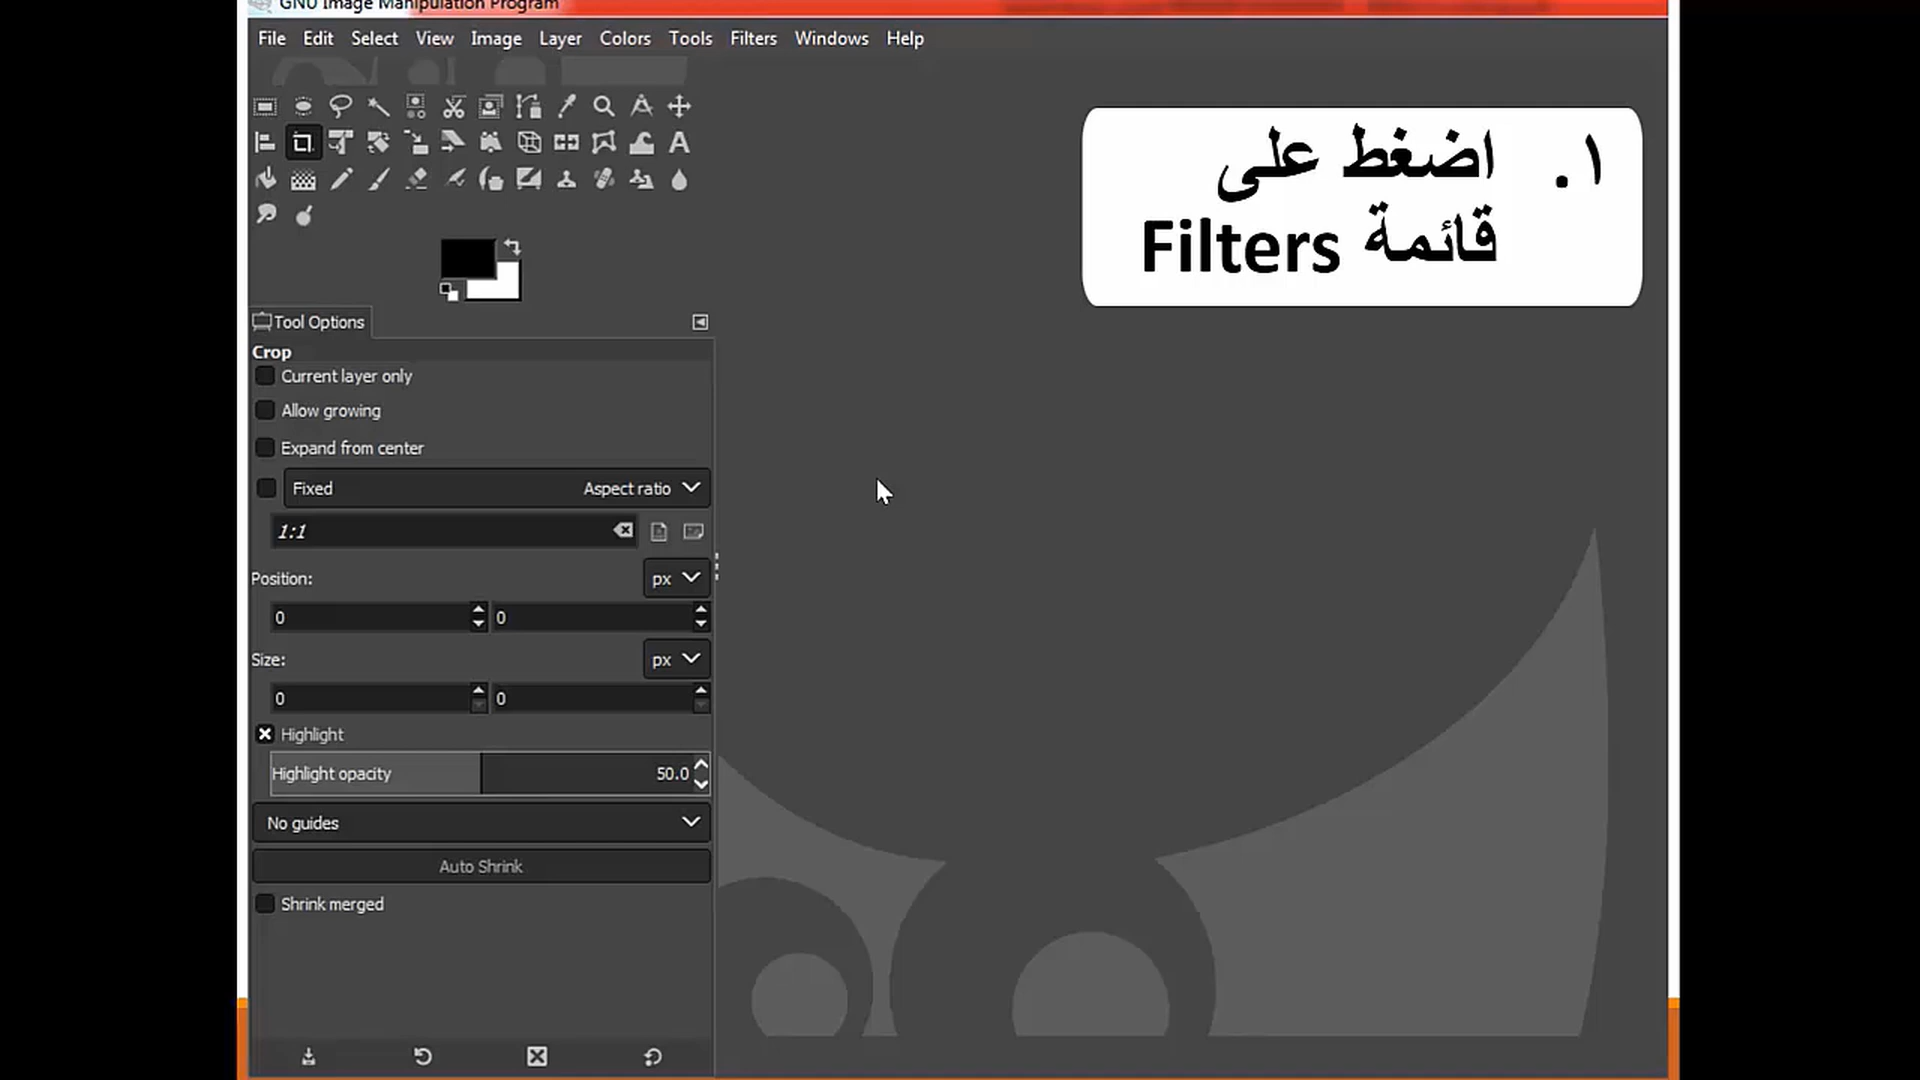 GNU Image Manipulation Program
File Edit Select View Image Layer Colors Tools Filters Windows Help
١. اضغط على
قائمة Filters
Tool Options
Crop
Current layer only
Allow growing
Expand from center
Fixed Aspect ratio
1:1
Position: px
0 0
Size: px
0 0
Highlight
Highlight opacity 50.0
No guides
Auto Shrink
Shrink merged